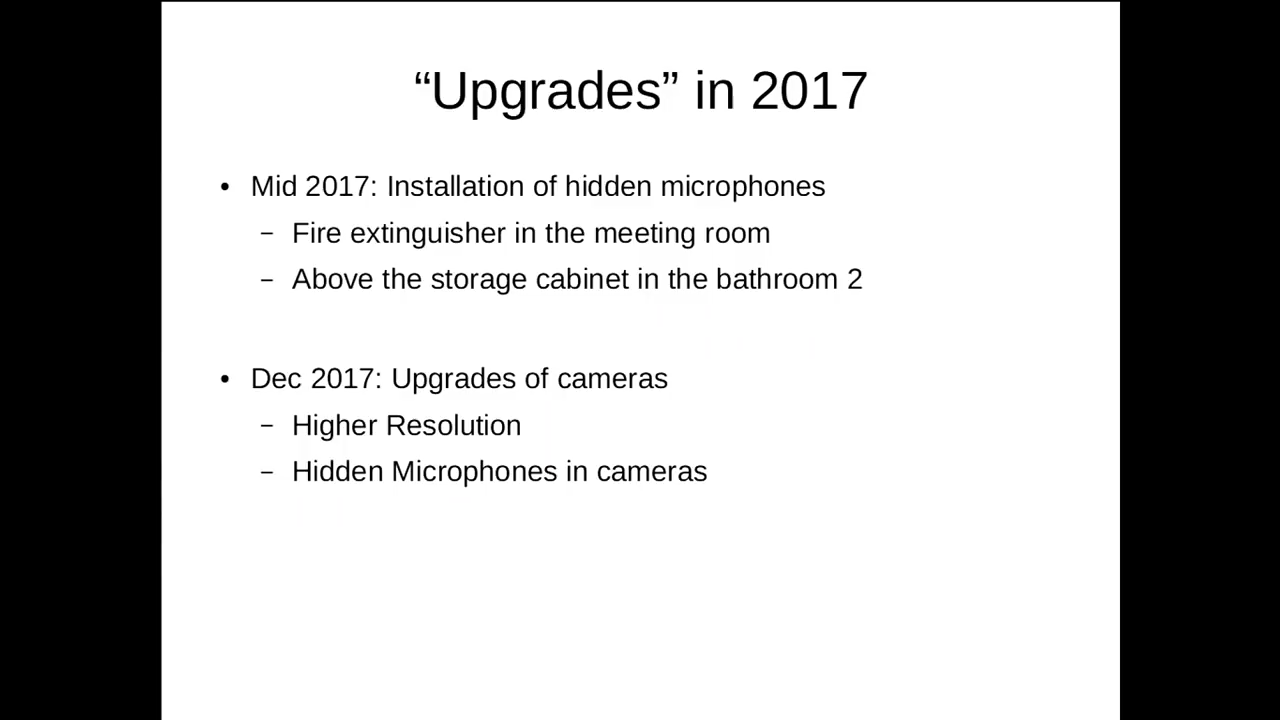 “Upgrades” in 2017
• Mid 2017: Installation of hidden microphones
– Fire extinguisher in the meeting room
– Above the storage cabinet in the bathroom 2
• Dec 2017: Upgrades of cameras
– Higher Resolution
– Hidden Microphones in cameras